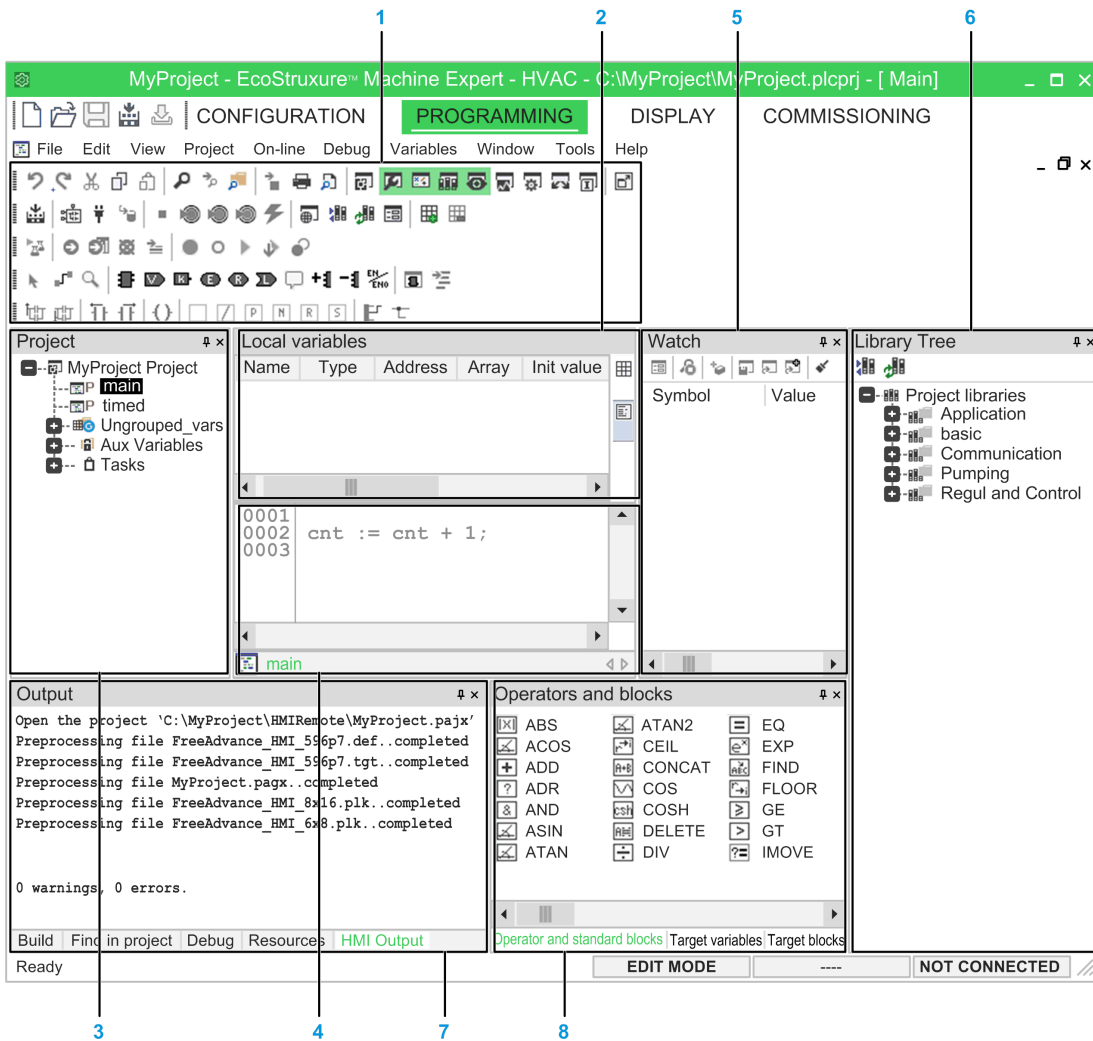 1 2 5 6
MyProject - EcoStruxure™ Machine Expert - HVAC - C:\MyProject\MyProject.plcprj - [ Main]
CONFIGURATION PROGRAMMING DISPLAY COMMISSIONING
File Edit View Project On-line Debug Variables Window Tools Help
EN/ENO
P N R S
Project
MyProject Project
P main
P timed
Ungrouped_vars
Aux Variables
Tasks
Local variables
Name Type Address Array Init value
0001
0002 cnt := cnt + 1;
0003
main
Watch
Symbol Value
Library Tree
Project libraries
Application
basic
Communication
Pumping
Regul and Control
Output
Open the project ‘C:\MyProject\HMIRemote\MyProject.pajx’
Preprocessing file FreeAdvance_HMI_596p7.def..completed
Preprocessing file FreeAdvance_HMI_596p7.tgt..completed
Preprocessing file MyProject.pagx..completed
Preprocessing file FreeAdvance_HMI_8x16.plk..completed
Preprocessing file FreeAdvance_HMI_6x8.plk..completed
0 warnings, 0 errors.
Build Find in project Debug Resources HMI Output
Operators and blocks
ABS ATAN2 EQ
ACOS CEIL EXP
ADD CONCAT FIND
ADR COS FLOOR
AND COSH GE
ASIN DELETE GT
ATAN DIV IMOVE
Operator and standard blocks Target variables Target blocks
Ready EDIT MODE ---- NOT CONNECTED
3 4 7 8